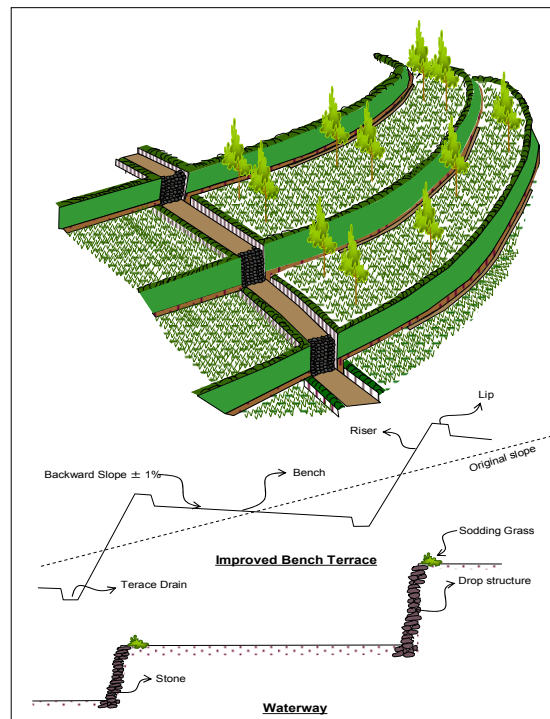 Lip
Riser
Original slope
Backward Slope ± 1%
Bench
Sodding Grass
Improved Bench Terrace
Drop structure
Terace Drain
Stone
Waterway